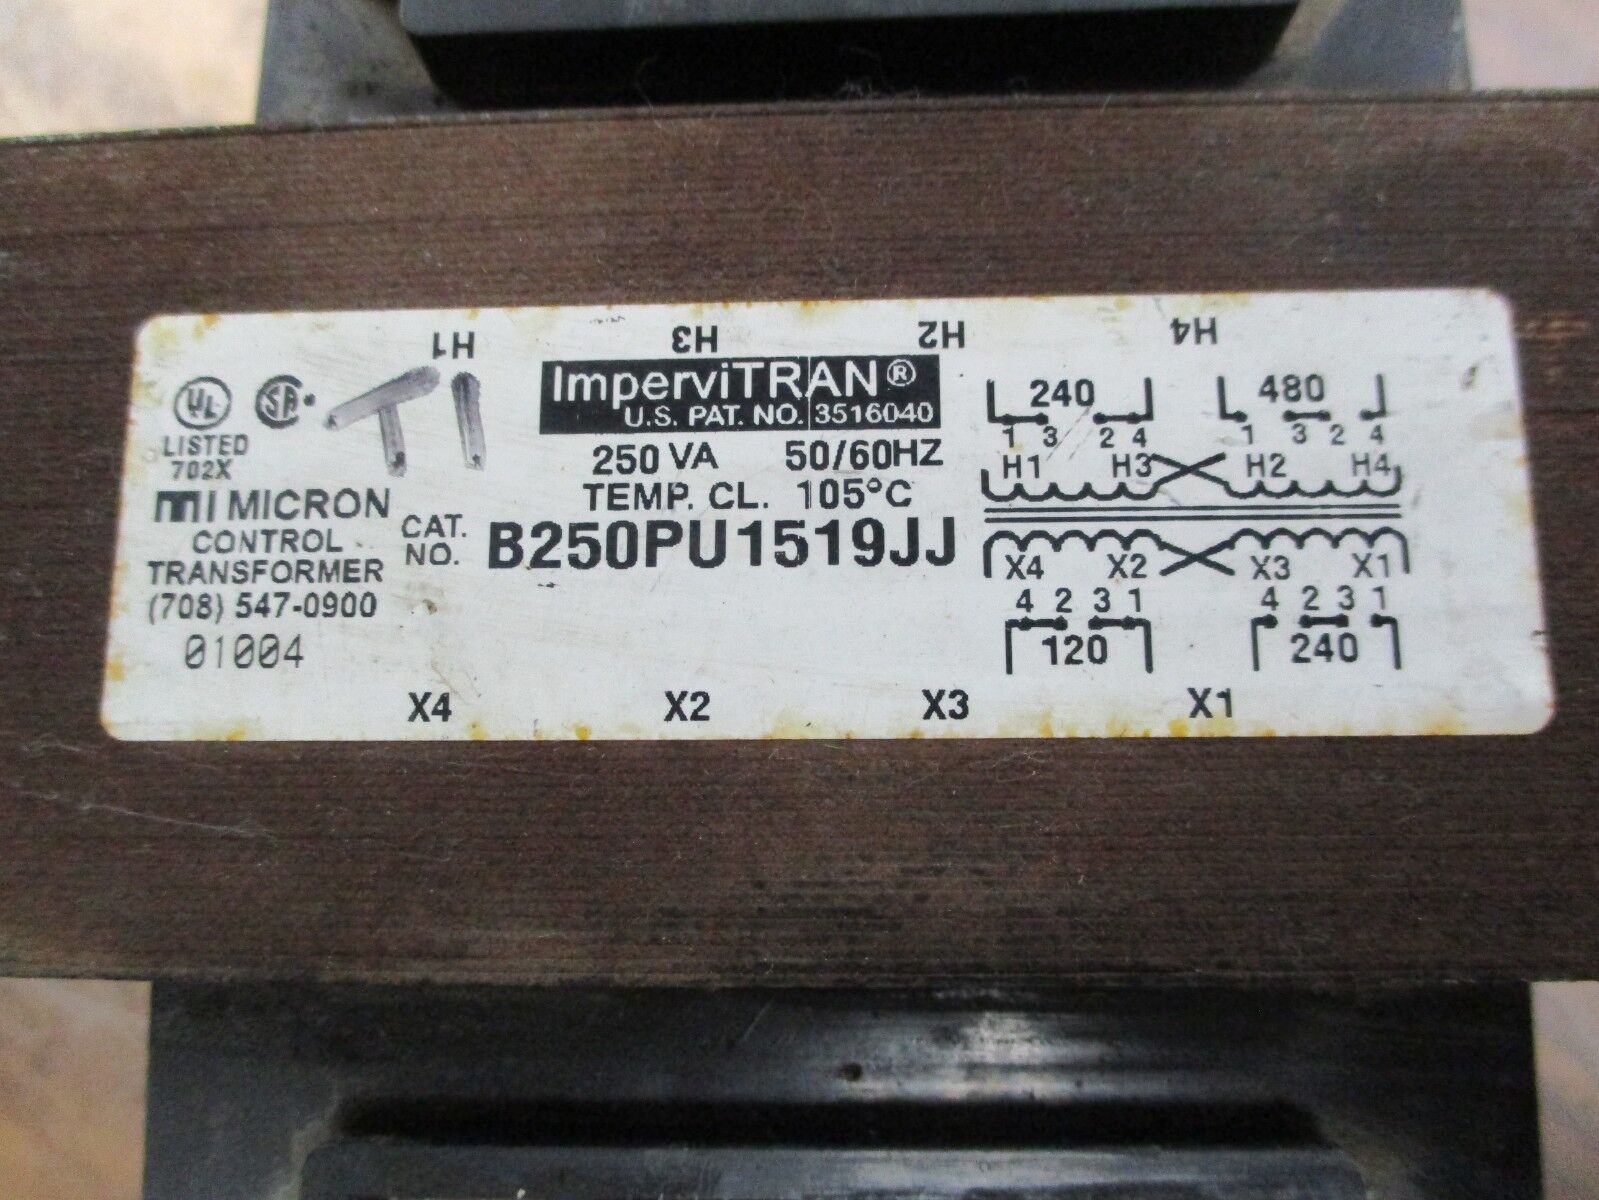 H1 H3 H2 H4
UL
LISTED
702X
SA
T1
ImperviTRAN®
U.S. PAT. NO. 3516040
250 VA 50/60HZ
TEMP. CL. 105°C
MICRON
CONTROL
TRANSFORMER
(708) 547-0900
01004
CAT.
NO.
B250PU1519JJ
240 480
1 3 2 4 1 3 2 4
H1 H3 H2 H4
X4 X2 X3 X1
4 2 3 1 4 2 3 1
120 240
X4 X2 X3 X1